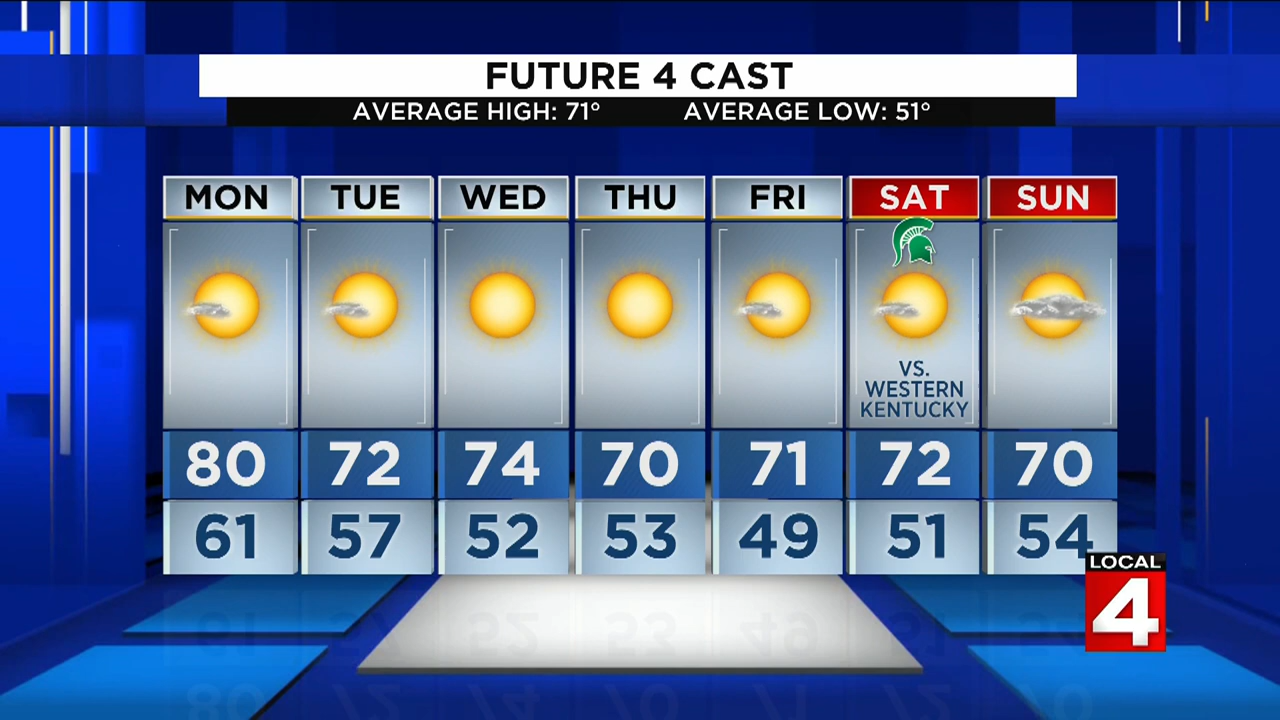 FUTURE 4 CAST
AVERAGE HIGH: 71° AVERAGE LOW: 51°
MON TUE WED THU FRI SAT SUN
VS.
WESTERN
KENTUCKY
80 72 74 70 71 72 70
61 57 52 53 49 51 54
LOCAL
4